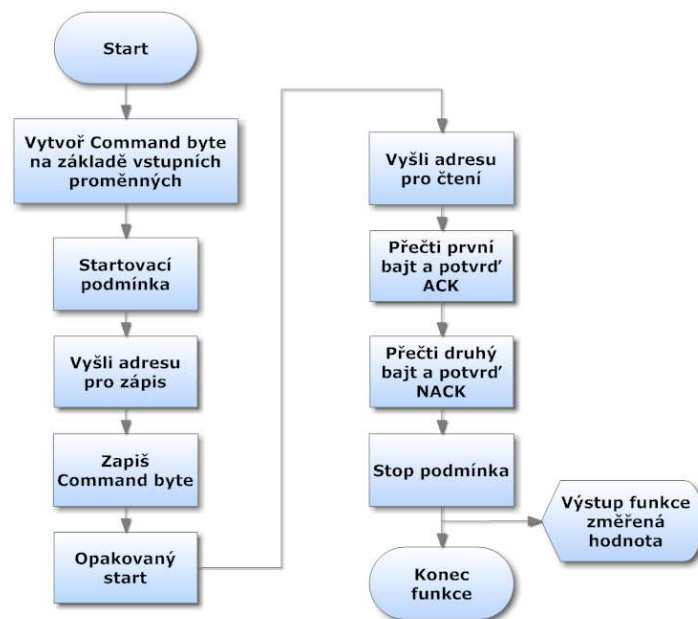 Start
Vytvoř Command byte
na základě vstupních
proměnných
Startovací
podmínka
Vyšli adresu
pro zápis
Zapiš
Command byte
Opakovaný
start
Vyšli adresu
pro čtení
Přečti první
bajt a potvrď
ACK
Přečti druhý
bajt a potvrď
NACK
Stop podmínka
Výstup funkce
změřená
hodnota
Konec
funkce